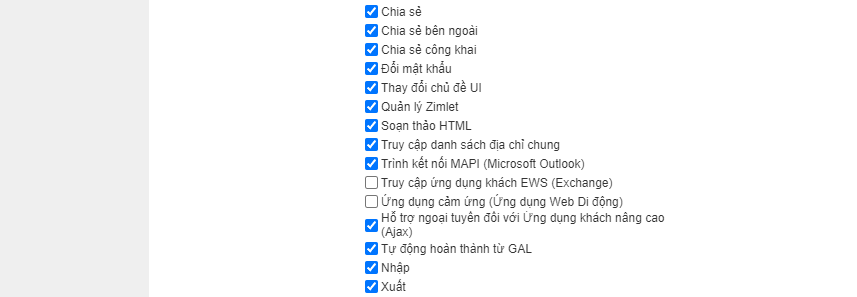 Chia sẻ
Chia sẻ bên ngoài
Chia sẻ công khai
Đổi mật khẩu
Thay đổi chủ đề UI
Quản lý Zimlet
Soạn thảo HTML
Truy cập danh sách địa chỉ chung
Trình kết nối MAPI (Microsoft Outlook)
Truy cập ứng dụng khách EWS (Exchange)
Ứng dụng cảm ứng (Ứng dụng Web Di động)
Hỗ trợ ngoại tuyến đối với Ứng dụng khách nâng cao
(Ajax)
Tự động hoàn thành từ GAL
Nhập
Xuất